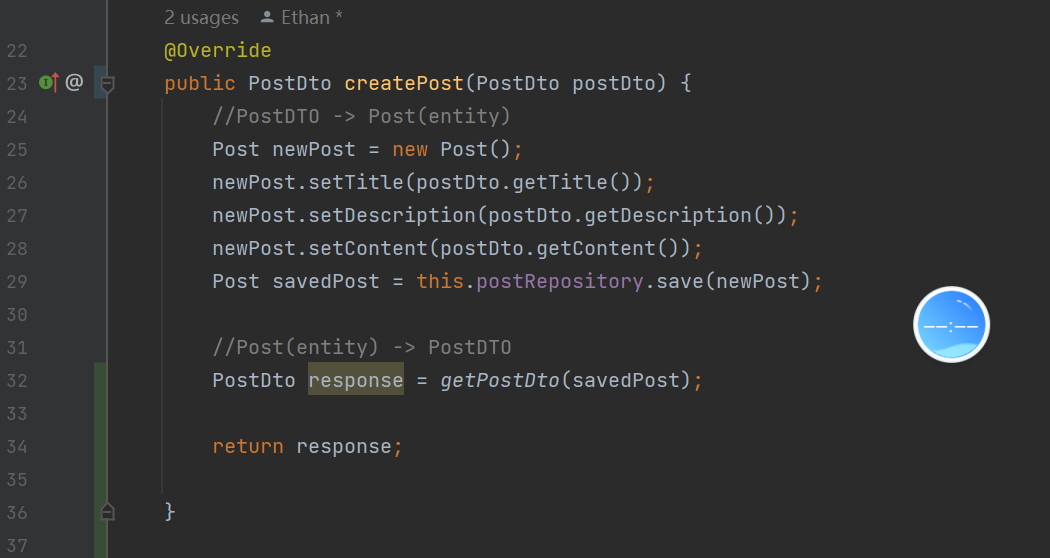 2 usages Ethan *
22 @Override
23 @ public PostDto createPost(PostDto postDto) {
24 //PostDTO -> Post(entity)
25 Post newPost = new Post();
26 newPost.setTitle(postDto.getTitle());
27 newPost.setDescription(postDto.getDescription());
28 newPost.setContent(postDto.getContent());
29 Post savedPost = this.postRepository.save(newPost);
30
31 //Post(entity) -> PostDTO
32 PostDto response = getPostDto(savedPost);
33
34 return response;
35
36 }
37
--:--